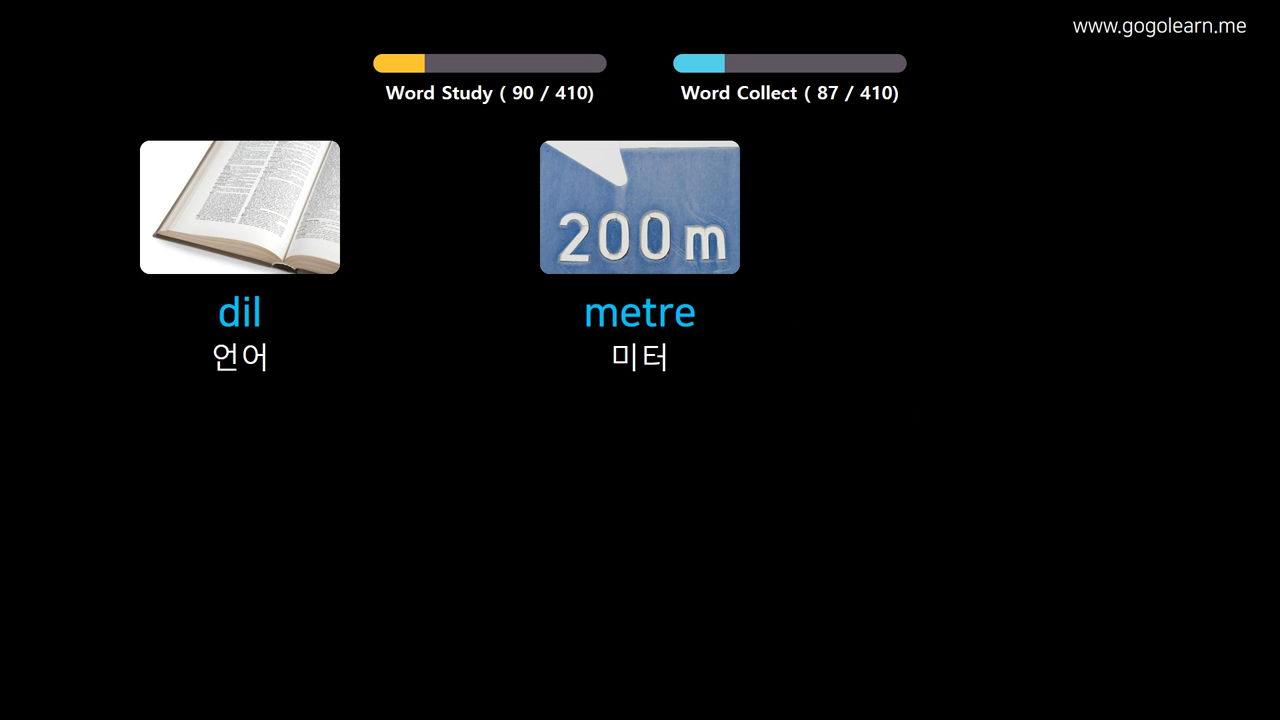 www.gogolearn.me
Word Study ( 90 / 410)
Word Collect ( 87 / 410)
200m
dil
metre
언어
미터